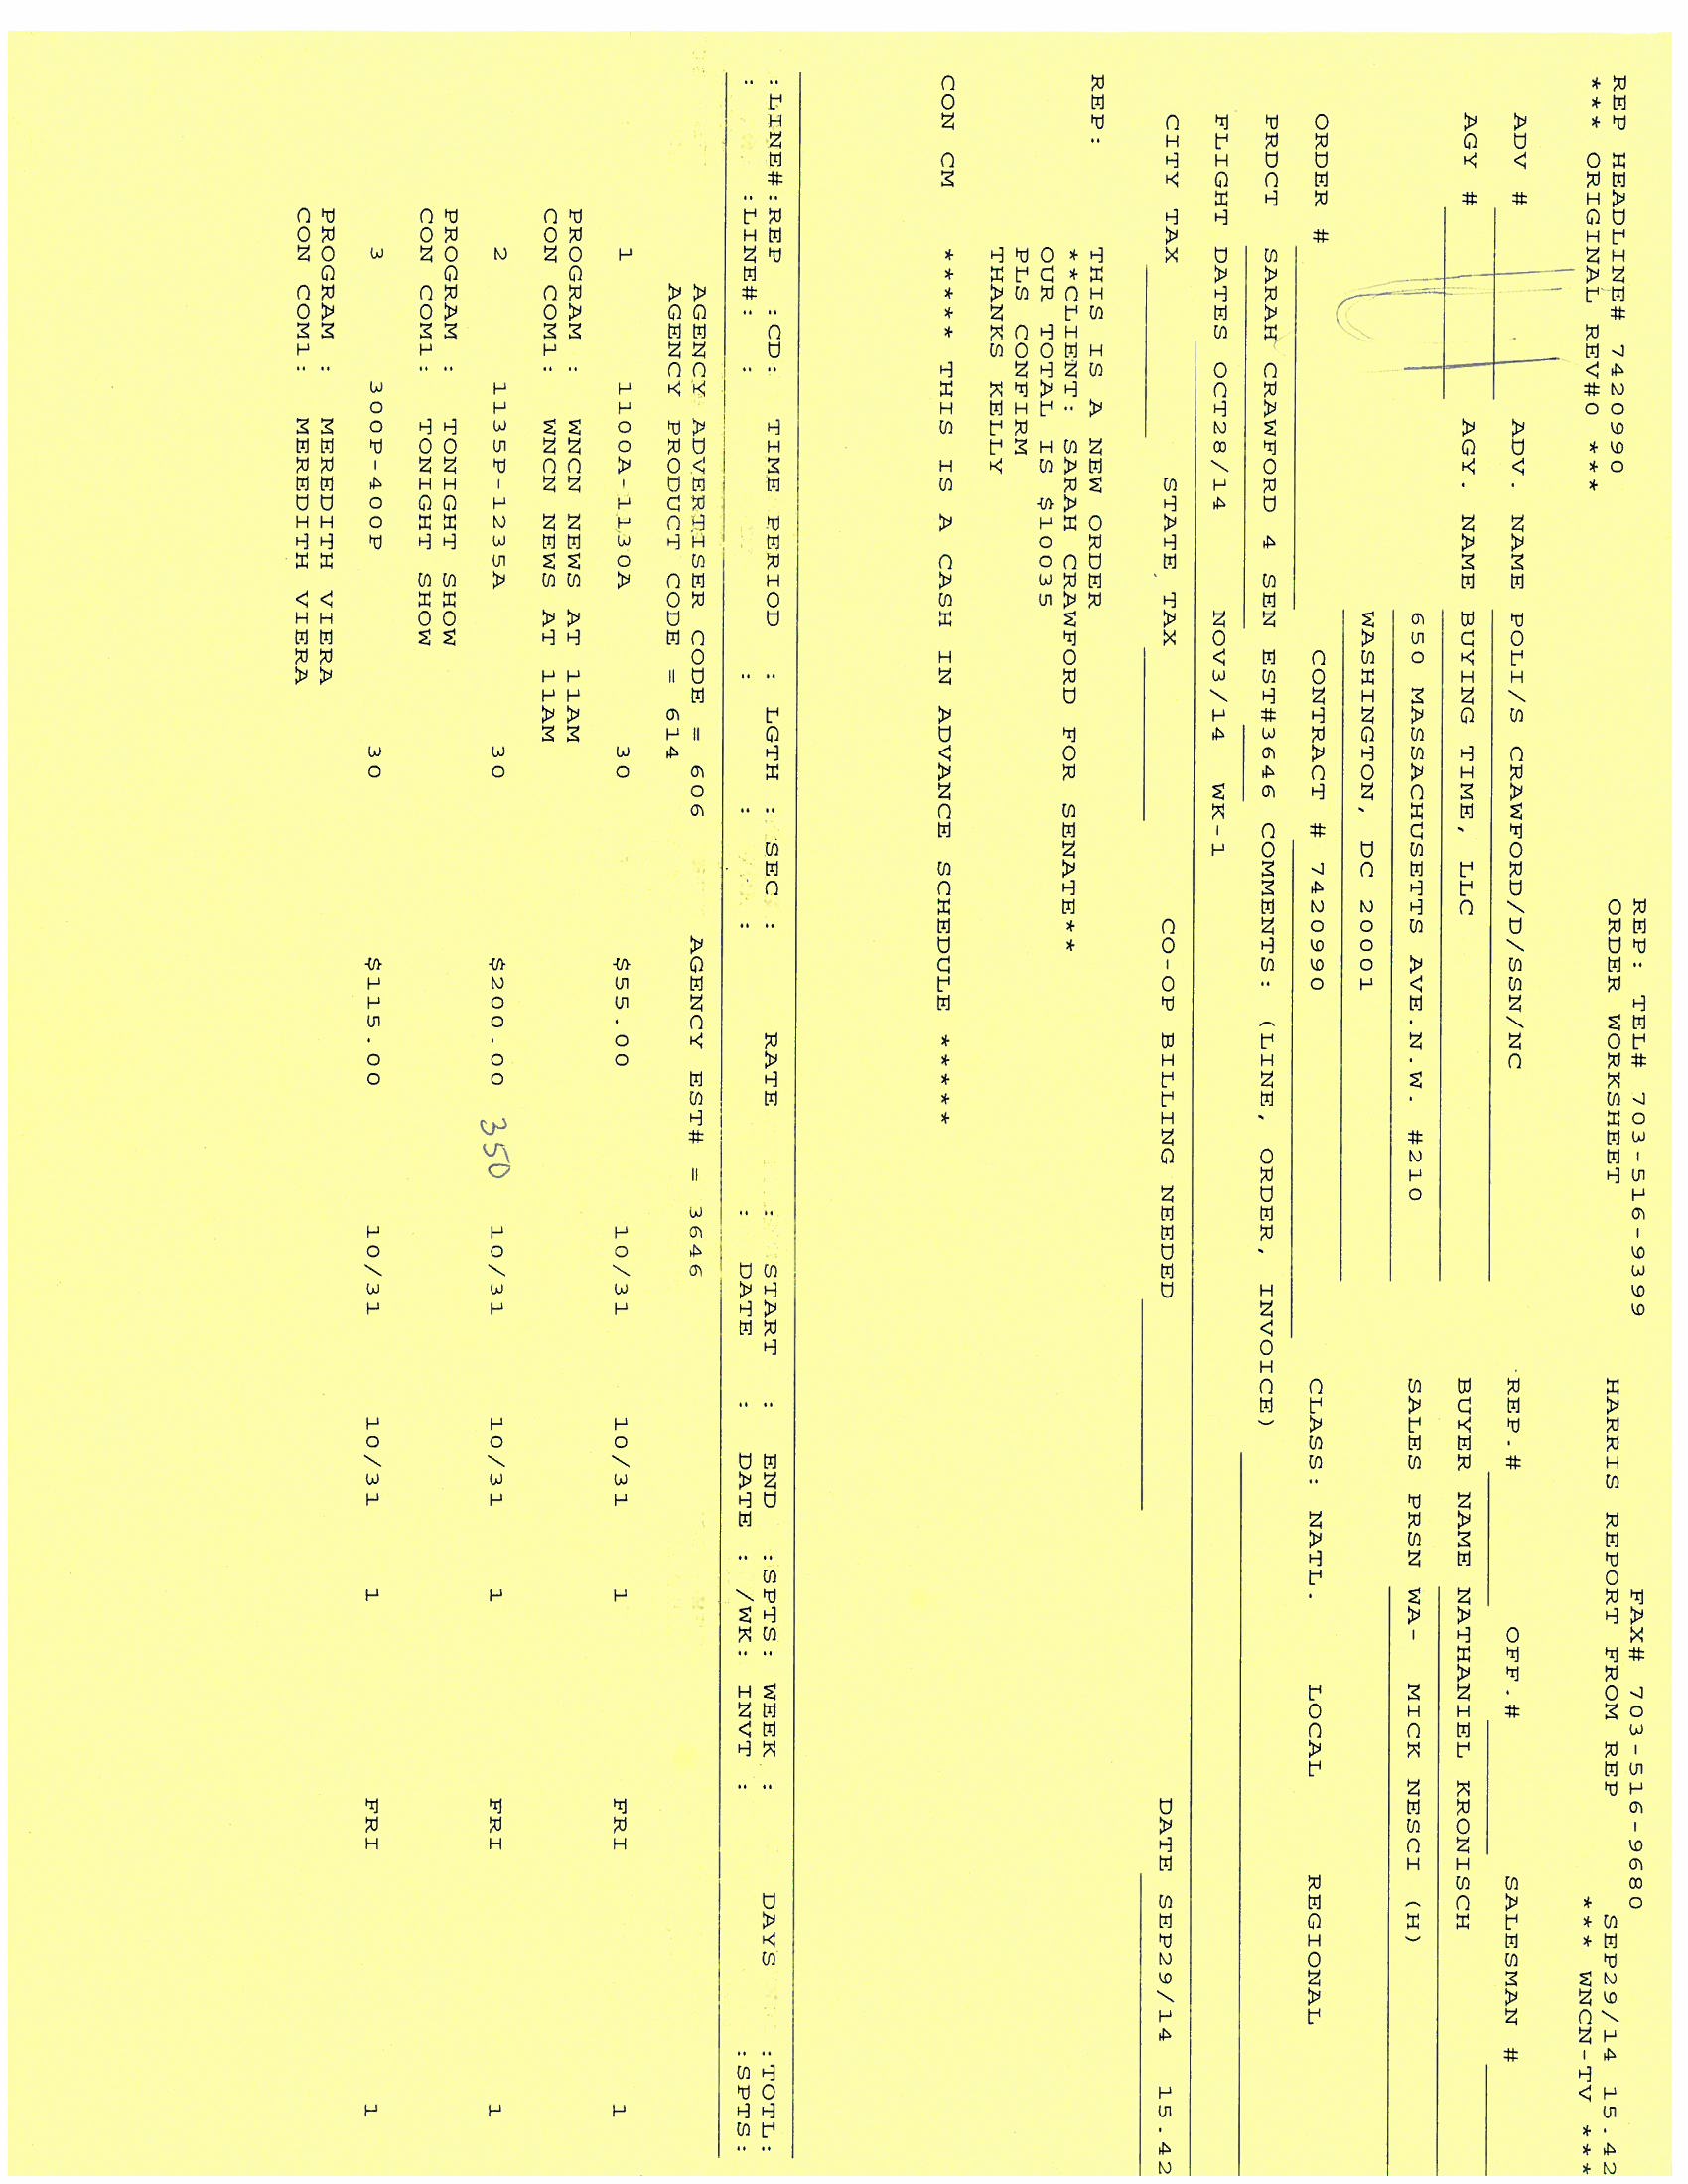 REP: TEL# 703-516-9399 FAX# 703-516-9680
REP HEADLINE# 7420990 ORDER WORKSHEET HARRIS REPORT FROM REP SEP29/14 15.42
*** ORIGINAL REV#0 *** *** WNCN-TV ***
ADV # ADV. NAME POLI/S CRAWFORD/D/SSN/NC REP.# OFF.# SALESMAN #
AGY # AGY. NAME BUYING TIME, LLC BUYER NAME NATHANIEL KRONISCH
650 MASSACHUSETTS AVE.N.W. #210 SALES PRSN WA- MICK NESCI (H)
WASHINGTON, DC 20001
ORDER # CONTRACT # 7420990 CLASS: NATL. LOCAL REGIONAL
PRDCT SARAH CRAWFORD 4 SEN EST#3646 COMMENTS: (LINE, ORDER, INVOICE)
FLIGHT DATES OCT28/14 NOV3/14 WK-1
CITY TAX STATE TAX CO-OP BILLING NEEDED DATE SEP29/14 15.42
REP: THIS IS A NEW ORDER
**CLIENT: SARAH CRAWFORD FOR SENATE**
OUR TOTAL IS $10035
PLS CONFIRM
THANKS KELLY
CON CM ***** THIS IS A CASH IN ADVANCE SCHEDULE *****
:LINE#:REP :CD: TIME PERIOD : LGTH : SEC : RATE : START : END :SPTS: WEEK : DAYS :TOTL:
: :LINE#: : : : : : DATE : DATE : /WK: INVT : :SPTS:
AGENCY ADVERTISER CODE = 606 AGENCY EST# = 3646
AGENCY PRODUCT CODE = 614
1 1100A-1130A 30 $55.00 10/31 10/31 1 FRI 1
PROGRAM : WNCN NEWS AT 11AM
CON COM1: WNCN NEWS AT 11AM
2 1135P-1235A 30 $200.00 350 10/31 10/31 1 FRI 1
PROGRAM : TONIGHT SHOW
CON COM1: TONIGHT SHOW
3 300P-400P 30 $115.00 10/31 10/31 1 FRI 1
PROGRAM : MEREDITH VIERA
CON COM1: MEREDITH VIERA